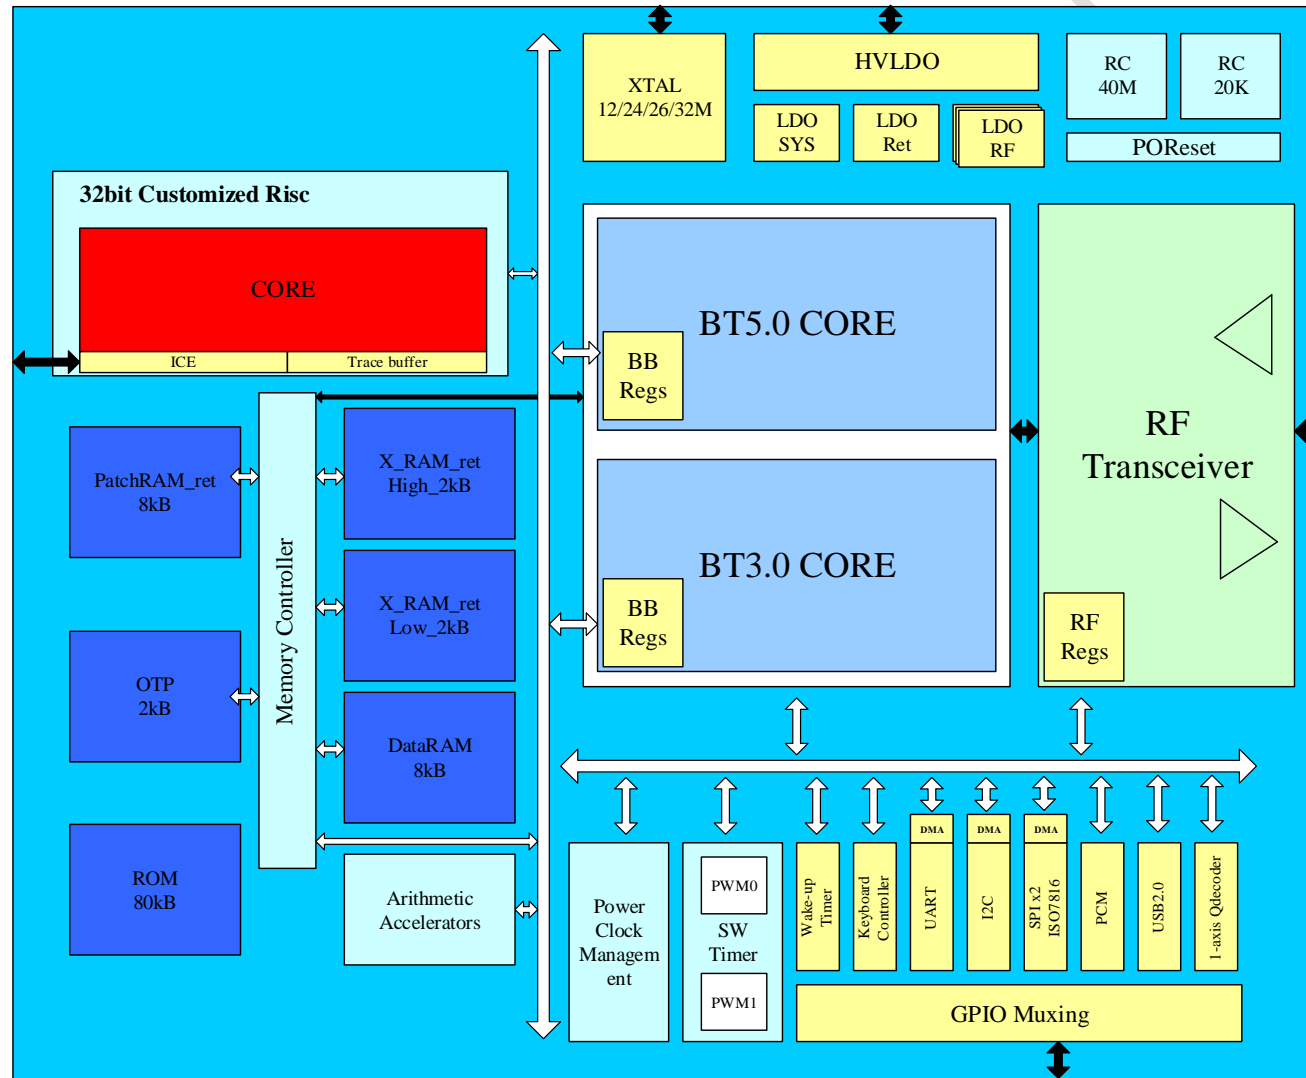 XTAL
12/24/26/32M
HVLDO
LDO
SYS
LDO
Ret
LDO
RF
RC
40M
RC
20K
POReset
32bit Customized Risc
CORE
ICE
Trace buffer
BT5.0 CORE
BB
Regs
BT3.0 CORE
BB
Regs
RF
Transceiver
RF
Regs
PatchRAM_ret
8kB
OTP
2kB
ROM
80kB
Memory Controller
X_RAM_ret
High_2kB
X_RAM_ret
Low_2kB
DataRAM
8kB
Arithmetic
Accelerators
Power
Clock
Managem
ent
PWM0
SW
Timer
PWM1
Wake-up
Timer
Keyboard
Controller
DMA
UART
DMA
I2C
DMA
SPI x2
ISO7816
PCM
USB2.0
1-axis Qdecoder
GPIO Muxing